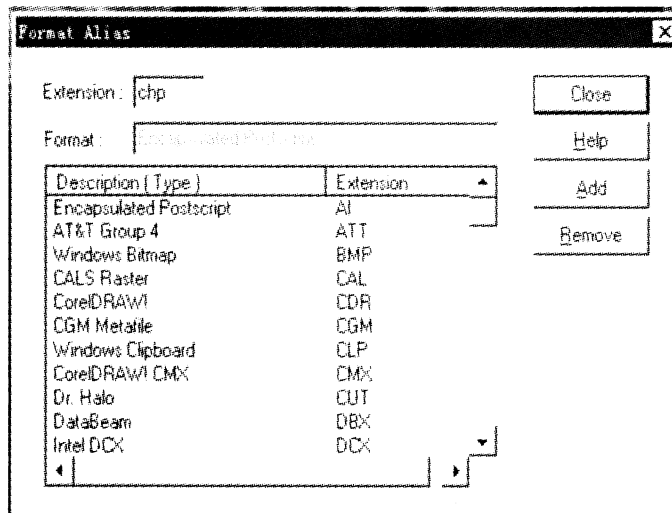 Format Alias
Extension : chp
Close
Format : Encapsulated Postscript
Help
Description ( Type ) Extension
Add
Encapsulated Postscript AI
AT&T Group 4 ATT
Remove
Windows Bitmap BMP
CALS Raster CAL
CorelDRAW! CDR
CGM Metafile CGM
Windows Clipboard CLP
CorelDRAW! CMX CMX
Dr. Halo CUT
DataBeam DBX
Intel DCX DCX